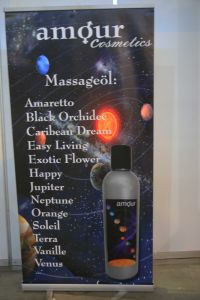 amour
Cosmetics
Massageöl:
Amaretto
Black Orchidee
Caribean Dream
Easy Living
Exotic Flower
Happy
Jupiter
Neptune
Orange
Soleil
Terra
Vanille
Venus
amour